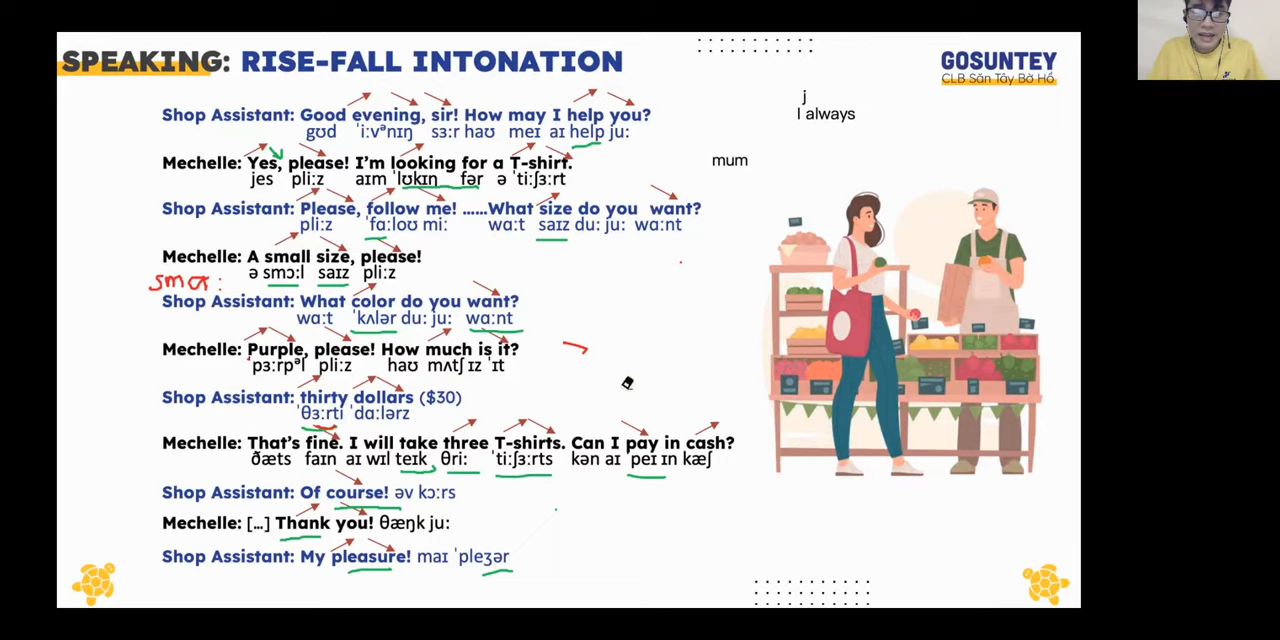 SPEAKING: RISE-FALL INTONATION
GOSUNTEY
CLB Săn Tây Bờ Hồ
j
I always
Shop Assistant: Good evening, sir! How may I help you?
gʊd ˈiːvᵊnɪŋ sɜːr haʊ meɪ aɪ help juː
mum
Mechelle: Yes, please! I'm looking for a T-shirt.
jes pliːz aɪm ˈlʊkɪŋ fər ə ˈtiːʃɜːrt
Shop Assistant: Please, follow me! ......What size do you want?
pliːz ˈfɑːloʊ miː wɑːt saɪz duː juː wɑːnt
Mechelle: A small size, please!
ə smɔːl saɪz pliːz
Shop Assistant: What color do you want?
wɑːt ˈkʌlər duː juː wɑːnt
Mechelle: Purple, please! How much is it?
ˈpɜːrpᵊl pliːz haʊ mʌtʃ ɪz ˈɪt
Shop Assistant: thirty dollars ($30)
ˈθɜːrti ˈdɑːlərz
Mechelle: That's fine. I will take three T-shirts. Can I pay in cash?
ðæts faɪn aɪ wɪl teɪk θriː ˈtiːʃɜːrts kən aɪ ˈpeɪ ɪn kæʃ
Shop Assistant: Of course! əv kɔːrs
Mechelle: [...] Thank you! θæŋk juː
Shop Assistant: My pleasure! maɪ ˈpleʒər